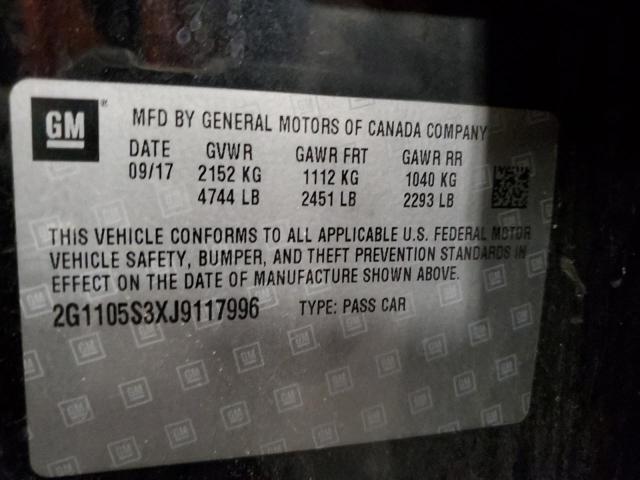 GM ® MFD BY GENERAL MOTORS OF CANADA COMPANY
DATE GVWR GAWR FRT GAWR RR
09/17 2152 KG 1112 KG 1040 KG
4744 LB 2451 LB 2293 LB
THIS VEHICLE CONFORMS TO ALL APPLICABLE U.S. FEDERAL MOTOR
VEHICLE SAFETY, BUMPER, AND THEFT PREVENTION STANDARDS IN
EFFECT ON THE DATE OF MANUFACTURE SHOWN ABOVE.
2G1105S3XJ9117996 TYPE: PASS CAR